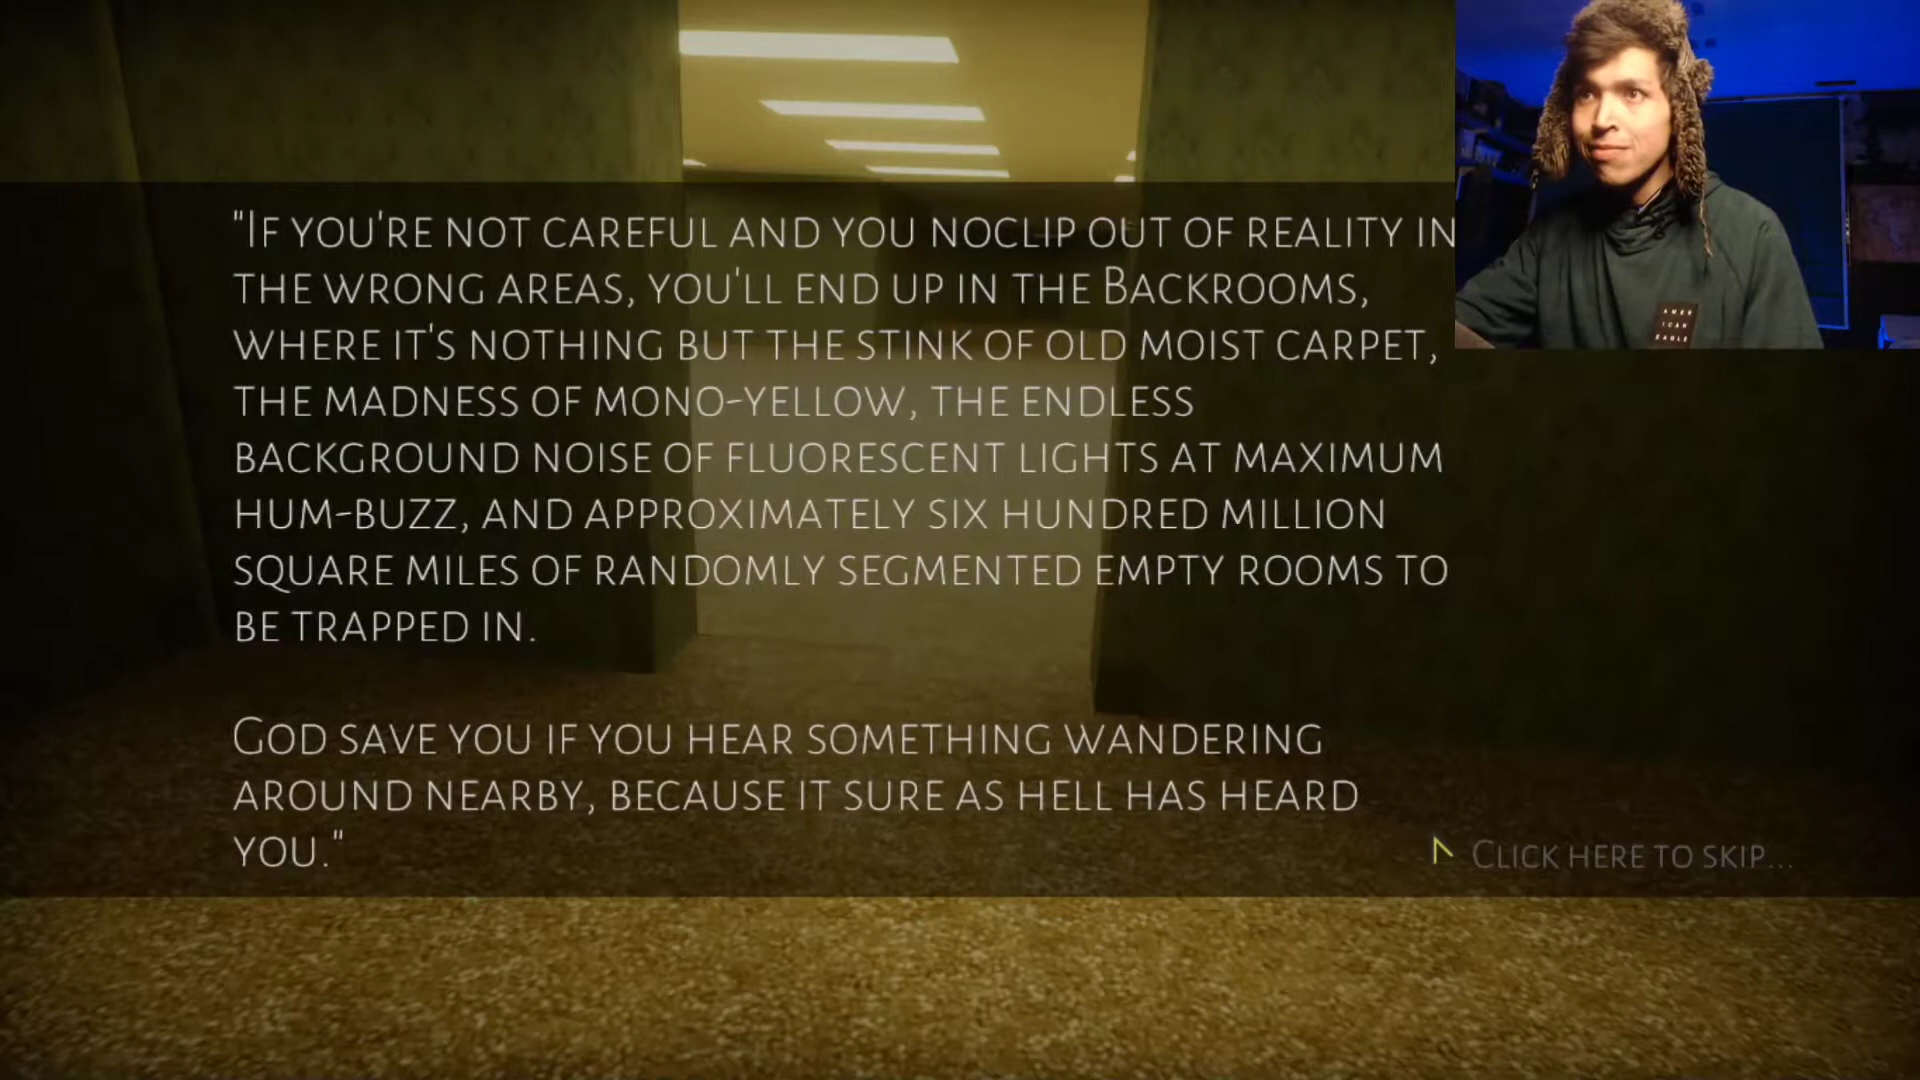 "If you're not careful and you noclip out of reality in
the wrong areas, you'll end up in the Backrooms,
where it's nothing but the stink of old moist carpet,
the madness of mono-yellow, the endless
background noise of fluorescent lights at maximum
hum-buzz, and approximately six hundred million
square miles of randomly segmented empty rooms to
be trapped in.
God save you if you hear something wandering
around nearby, because it sure as hell has heard
you."
Click here to skip...
AMER
ICAN
EAGLE